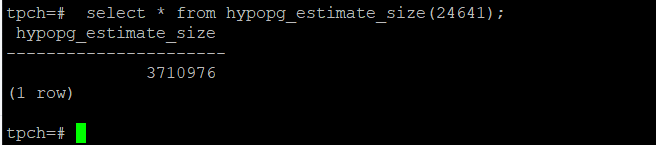 tpch=#  select * from hypopg_estimate_size(24641);
 hypopg_estimate_size
----------------------
              3710976
(1 row)

tpch=#